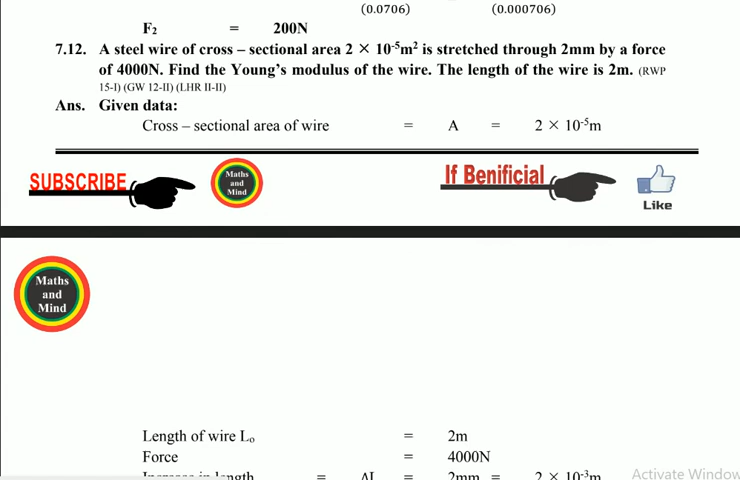 (0.0706) (0.000706)
F₂ = 200N
7.12. A steel wire of cross – sectional area 2 × 10⁻⁵m² is stretched through 2mm by a force
of 4000N. Find the Young's modulus of the wire. The length of the wire is 2m. (RWP
15-I) (GW 12-II) (LHR II-II)
Ans. Given data:
Cross – sectional area of wire = A = 2 × 10⁻⁵m
SUBSCRIBE
Maths
and
Mind
If Benificial
Like
Maths
and
Mind
Length of wire Lₒ = 2m
Force = 4000N
Increase in length = ΔL = 2mm = 2 × 10⁻³m
Activate Window